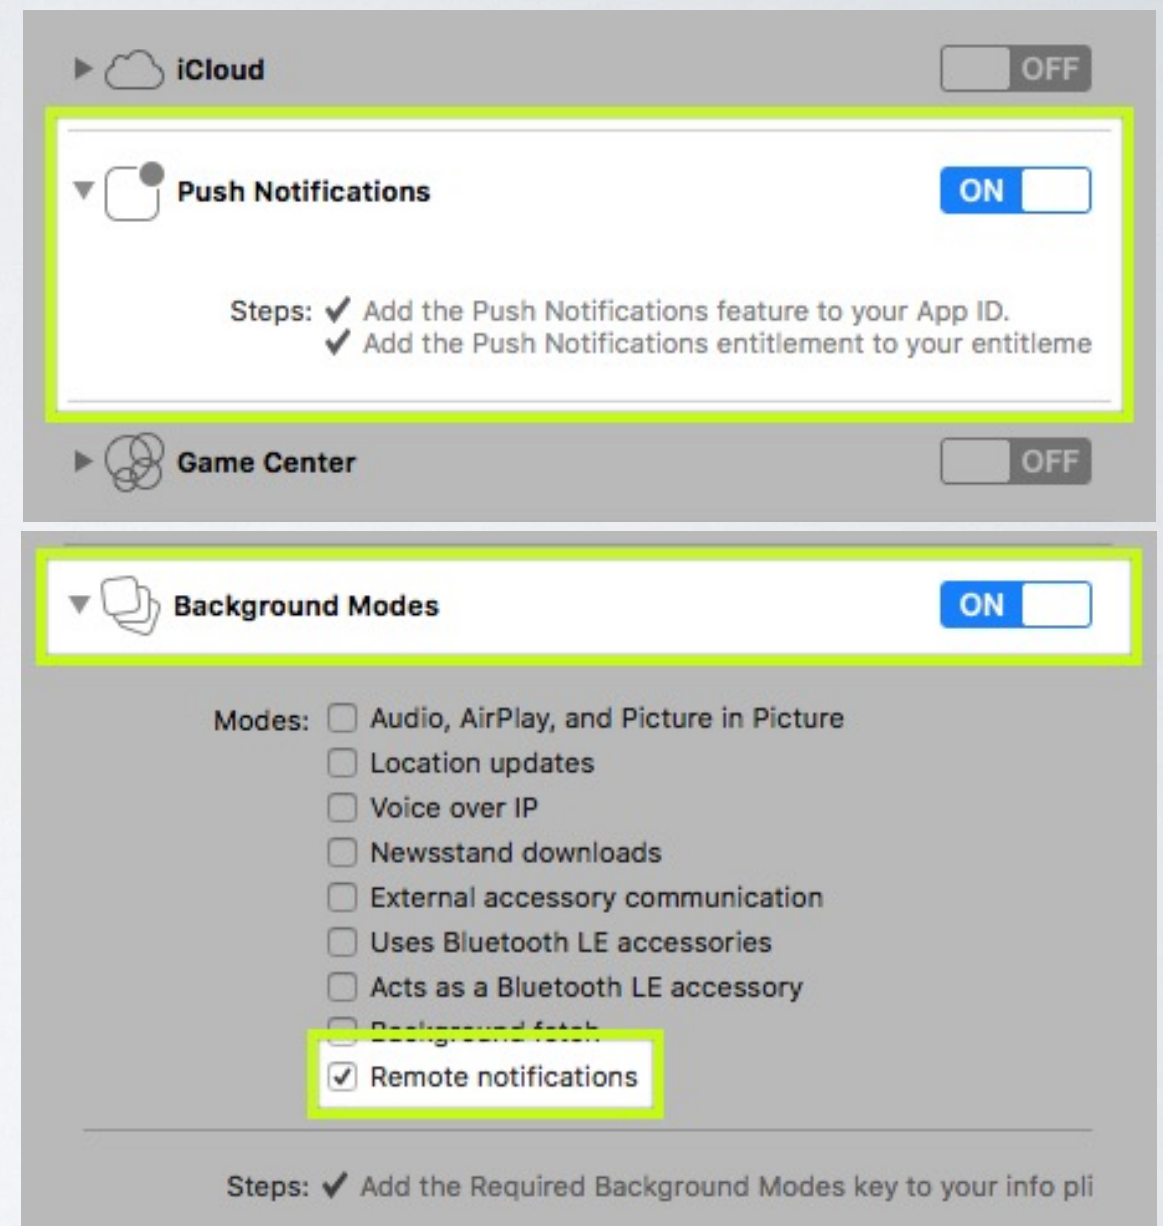 iCloud OFF
Push Notifications ON
Steps: ✔ Add the Push Notifications feature to your App ID.
✔ Add the Push Notifications entitlement to your entitleme
Game Center OFF
Background Modes ON
Modes: Audio, AirPlay, and Picture in Picture
Location updates
Voice over IP
Newsstand downloads
External accessory communication
Uses Bluetooth LE accessories
Acts as a Bluetooth LE accessory
Background fetch
Remote notifications
Steps: ✔ Add the Required Background Modes key to your info pli